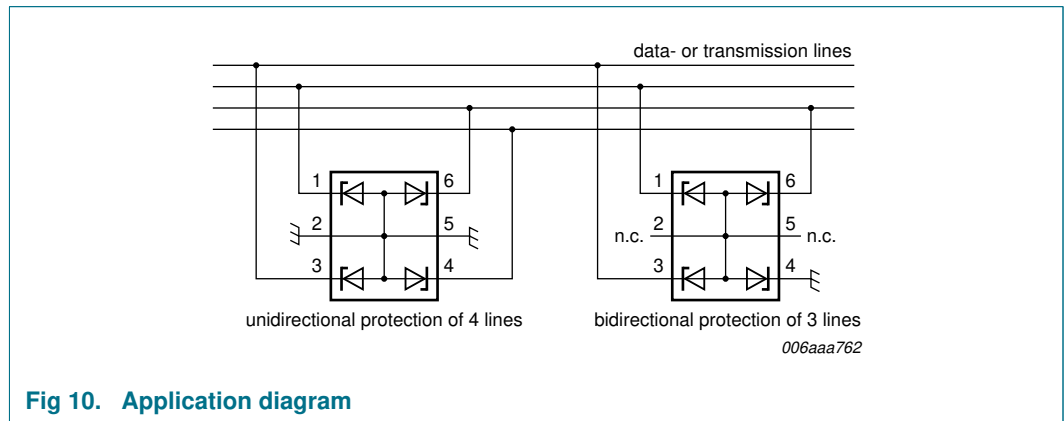 data- or transmission lines
1 6 1 6
2 5 2 5
n.c. n.c.
3 4 3 4
unidirectional protection of 4 lines bidirectional protection of 3 lines
006aaa762
Fig 10. Application diagram